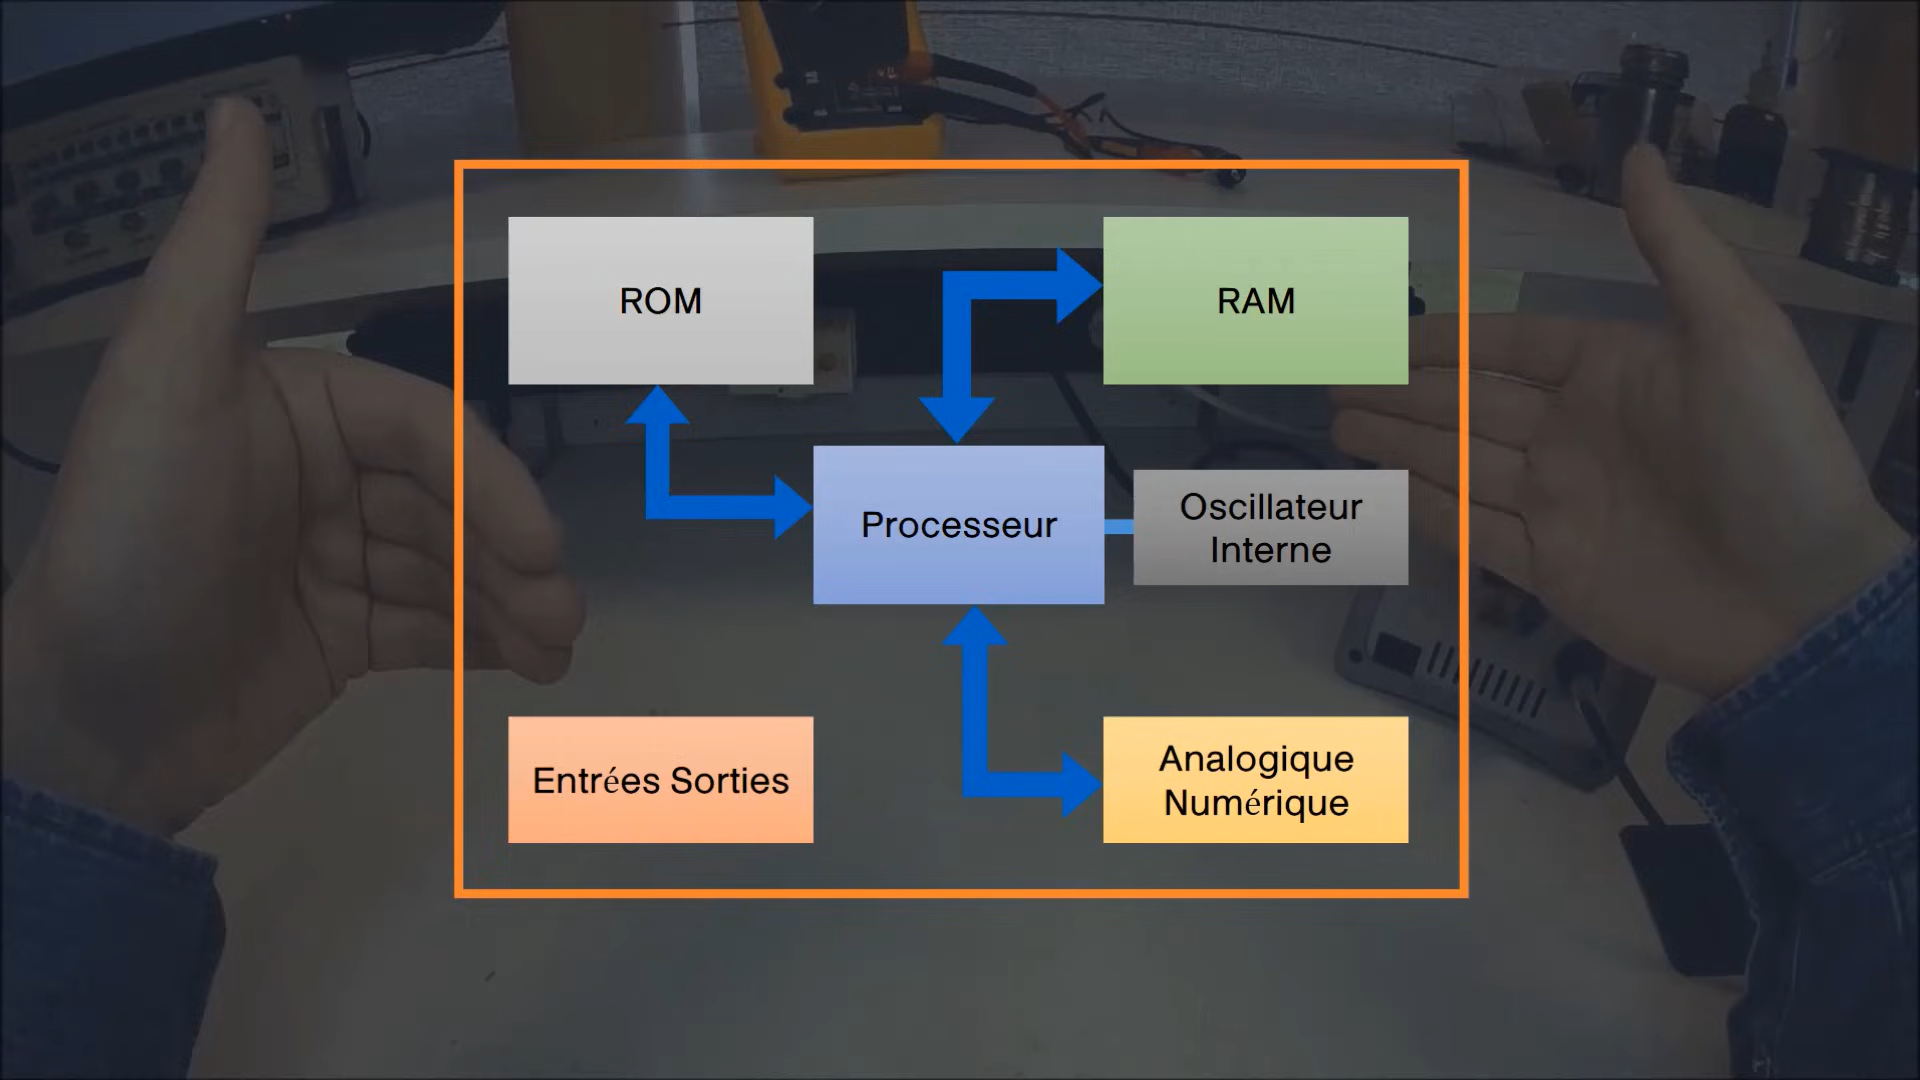 ROM
RAM
Processeur
Oscillateur
Interne
Entrées Sorties
Analogique
Numérique